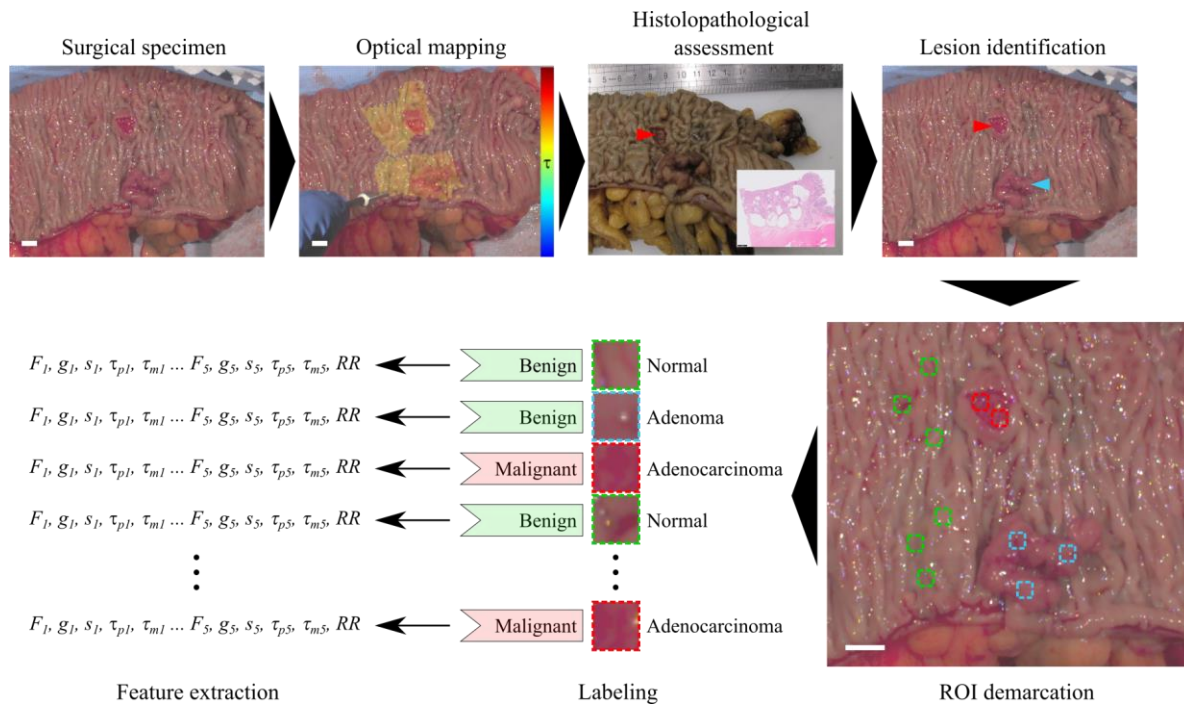 Surgical specimen
Optical mapping
Histolopathological
assessment
Lesion identification
τ
F1, g1, s1, τp1, τm1 ... F5, g5, s5, τp5, τm5, RR
Benign
Normal
F1, g1, s1, τp1, τm1 ... F5, g5, s5, τp5, τm5, RR
Benign
Adenoma
F1, g1, s1, τp1, τm1 ... F5, g5, s5, τp5, τm5, RR
Malignant
Adenocarcinoma
F1, g1, s1, τp1, τm1 ... F5, g5, s5, τp5, τm5, RR
Benign
Normal
F1, g1, s1, τp1, τm1 ... F5, g5, s5, τp5, τm5, RR
Malignant
Adenocarcinoma
Feature extraction
Labeling
ROI demarcation